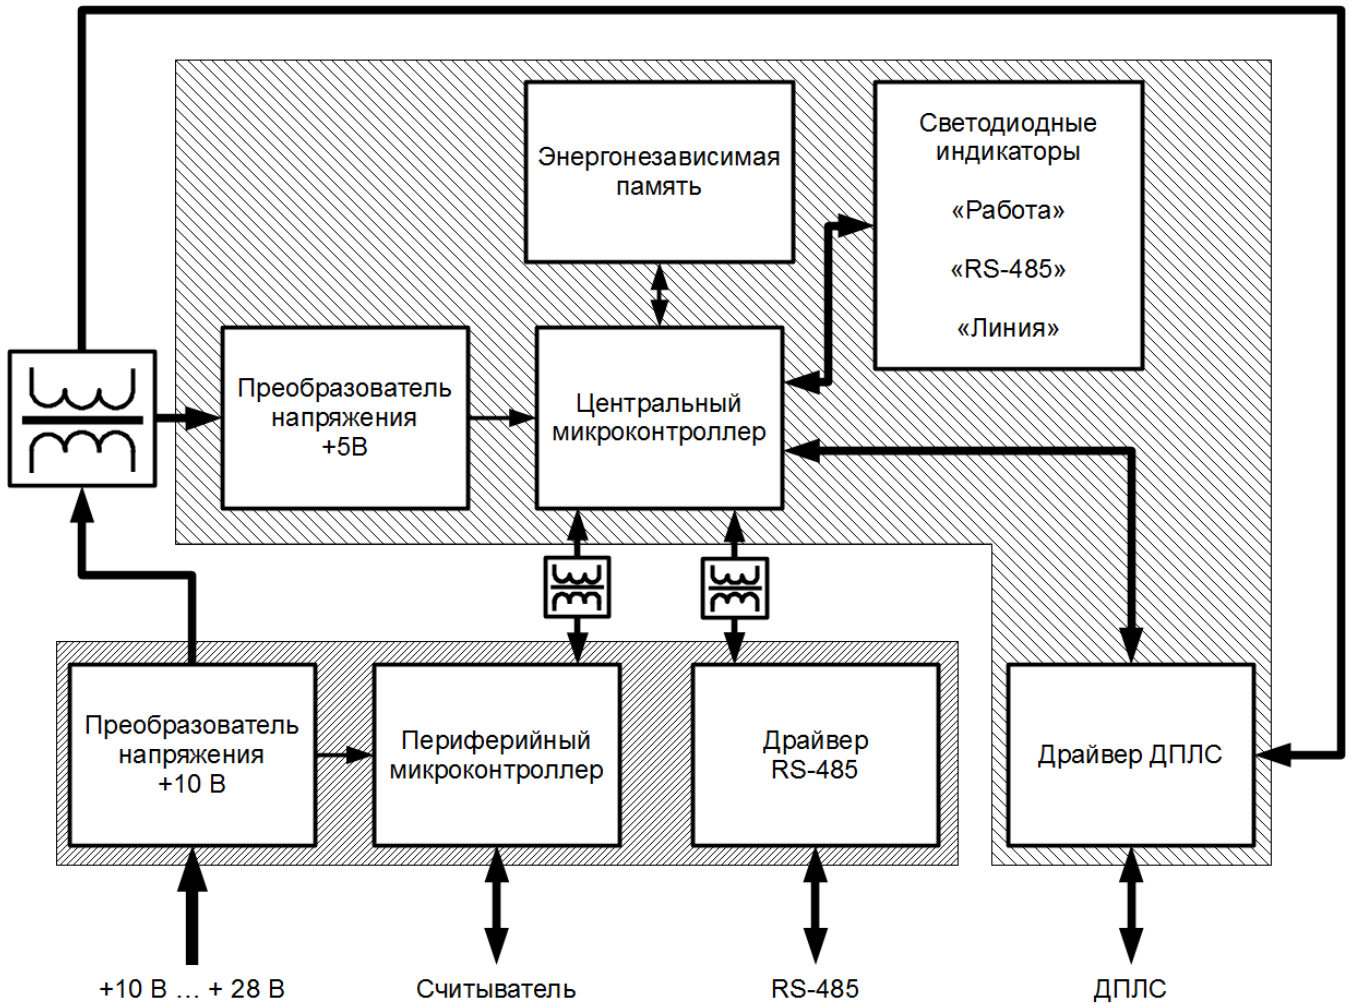 Энергонезависимая
память
Светодиодные
индикаторы
«Работа»
«RS-485»
«Линия»
Преобразователь
напряжения
+5В
Центральный
микроконтроллер
Преобразователь
напряжения
+10 В
Периферийный
микроконтроллер
Драйвер
RS-485
Драйвер ДПЛС
+10 В ... + 28 В
Считыватель
RS-485
ДПЛС